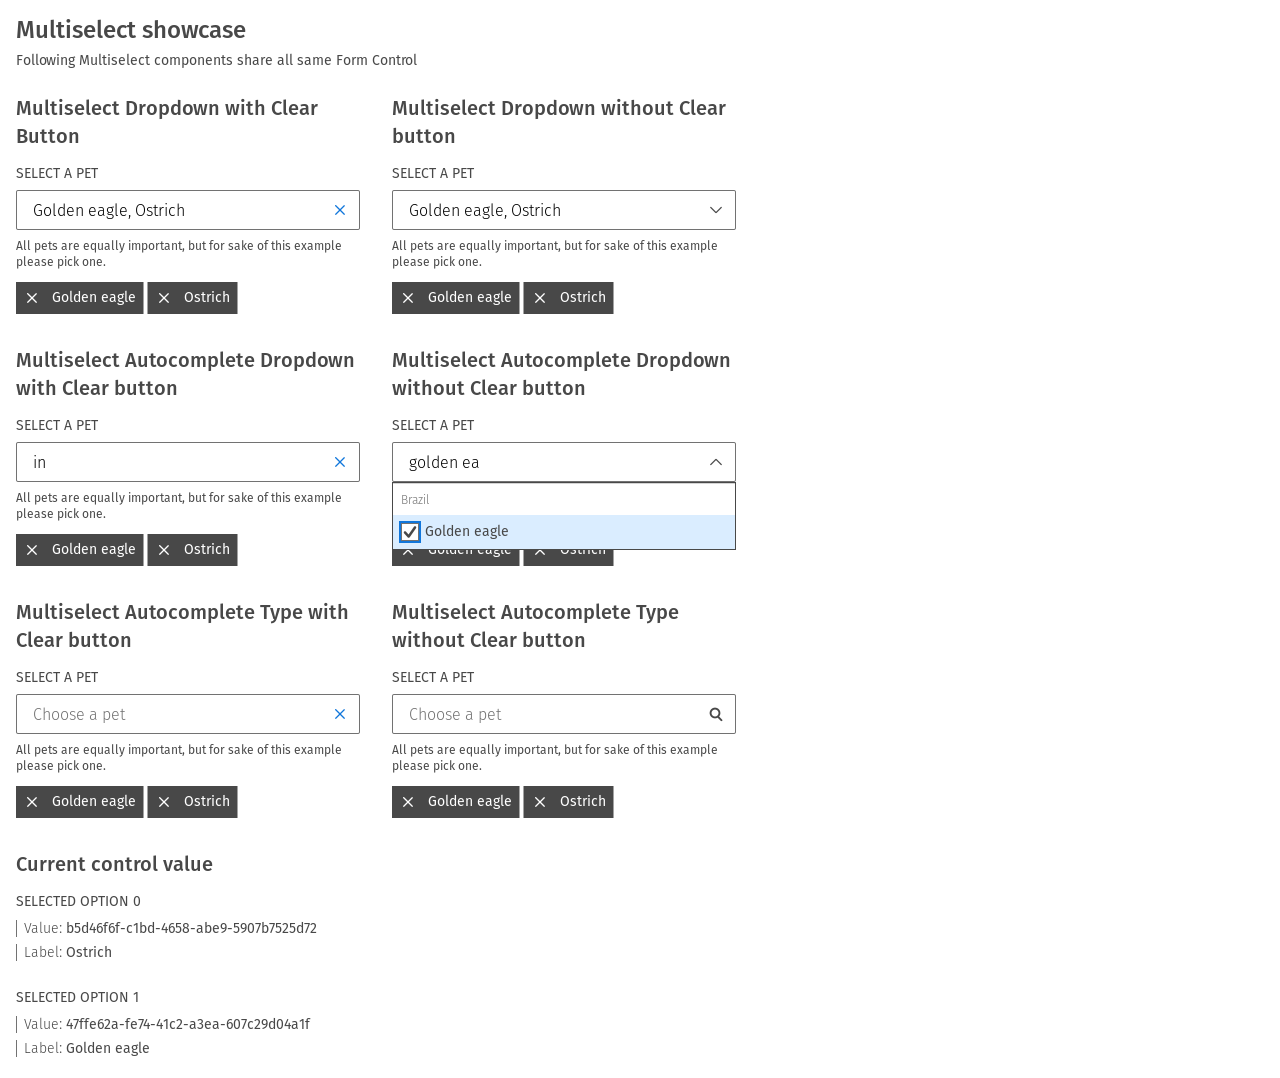 Multiselect showcase
Following Multiselect components share all same Form Control
Multiselect Dropdown with Clear
Button
SELECT A PET
Golden eagle, Ostrich
All pets are equally important, but for sake of this example
please pick one.
Golden eagle
Ostrich
Multiselect Dropdown without Clear
button
SELECT A PET
Golden eagle, Ostrich
All pets are equally important, but for sake of this example
please pick one.
Golden eagle
Ostrich
Multiselect Autocomplete Dropdown
with Clear button
SELECT A PET
in
All pets are equally important, but for sake of this example
please pick one.
Golden eagle
Ostrich
Multiselect Autocomplete Dropdown
without Clear button
SELECT A PET
golden ea
Brazil
Golden eagle
Golden eagle
Ostrich
Multiselect Autocomplete Type with
Clear button
SELECT A PET
Choose a pet
All pets are equally important, but for sake of this example
please pick one.
Golden eagle
Ostrich
Multiselect Autocomplete Type
without Clear button
SELECT A PET
Choose a pet
All pets are equally important, but for sake of this example
please pick one.
Golden eagle
Ostrich
Current control value
SELECTED OPTION 0
Value: b5d46f6f-c1bd-4658-abe9-5907b7525d72
Label: Ostrich
SELECTED OPTION 1
Value: 47ffe62a-fe74-41c2-a3ea-607c29d04a1f
Label: Golden eagle